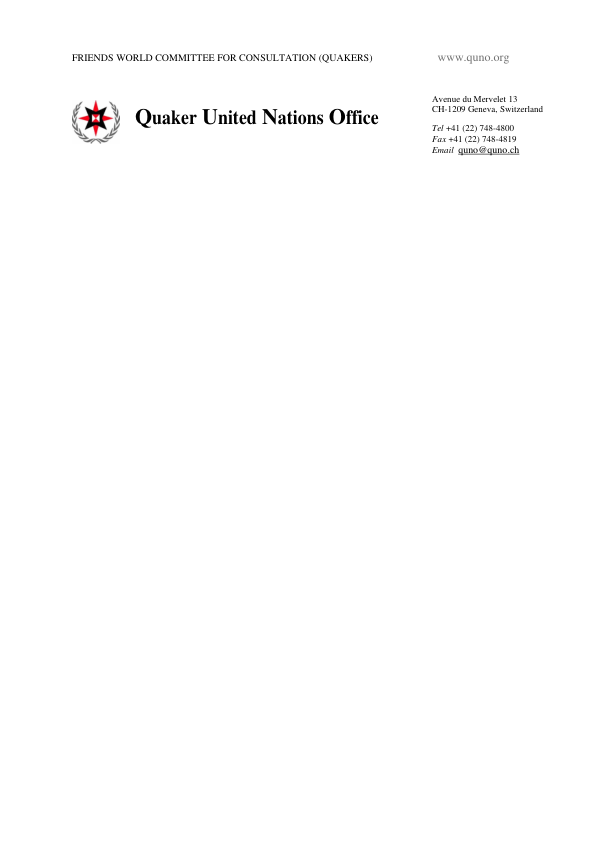 FRIENDS WORLD COMMITTEE FOR CONSULTATION (QUAKERS)
www.quno.org
Quaker United Nations Office
Avenue du Mervelet 13
CH-1209 Geneva, Switzerland
Tel +41 (22) 748-4800
Fax +41 (22) 748-4819
Email quno@quno.ch